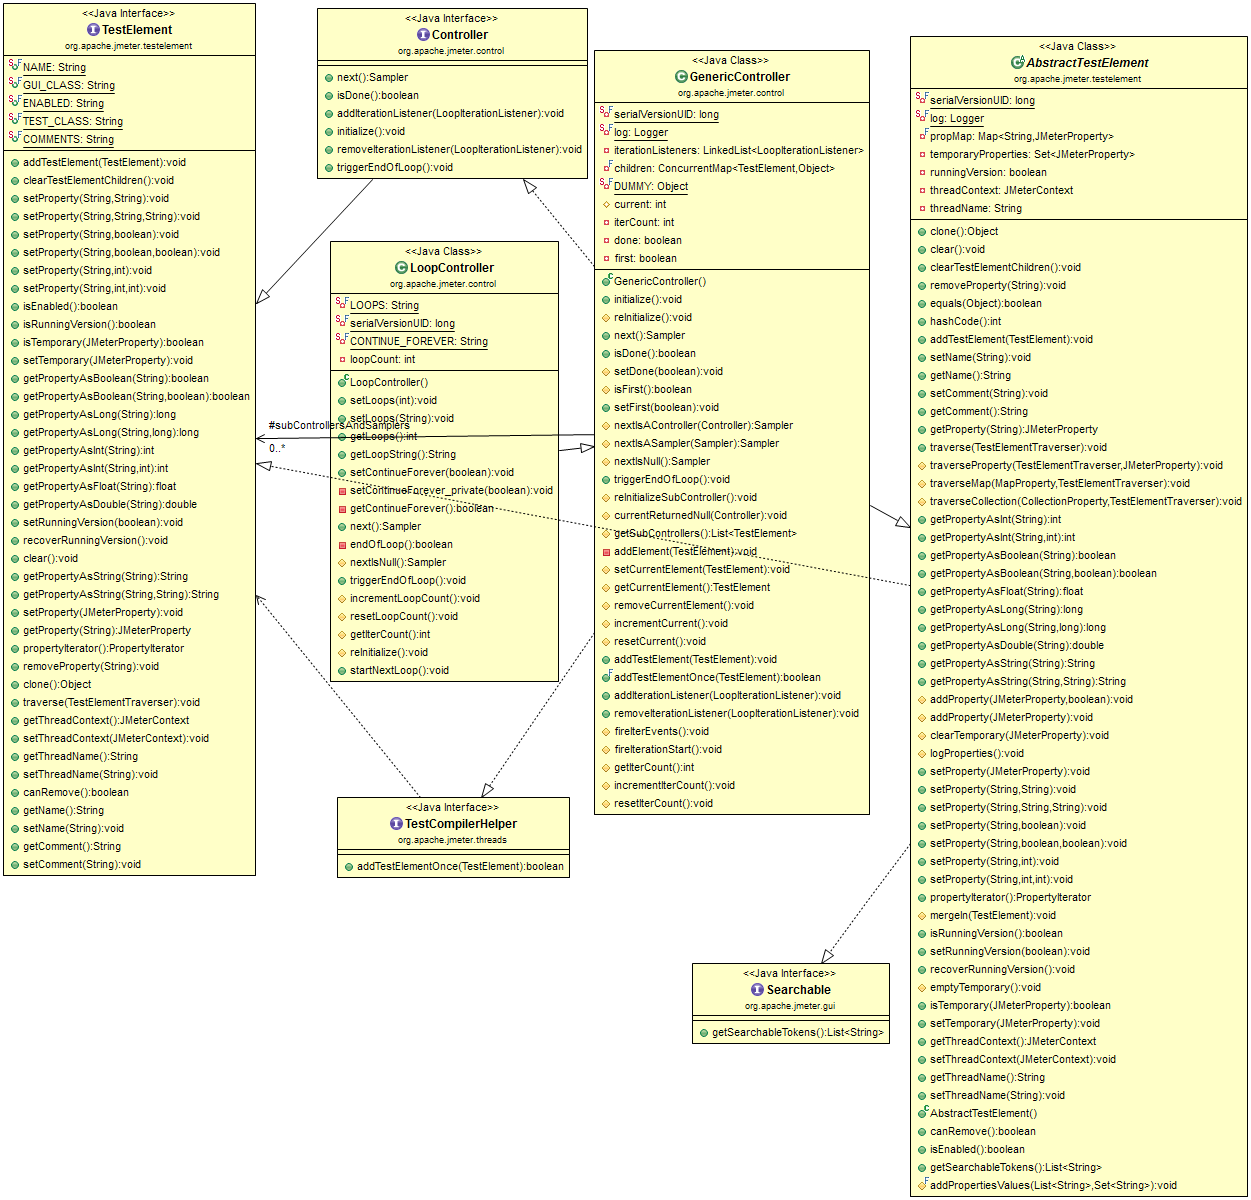 <<Java Interface>>
TestElement
org.apache.jmeter.testelement
NAME: String
GUI_CLASS: String
ENABLED: String
TEST_CLASS: String
COMMENTS: String
addTestElement(TestElement):void
clearTestElementChildren():void
setProperty(String,String):void
setProperty(String,String,String):void
setProperty(String,boolean):void
setProperty(String,boolean,boolean):void
setProperty(String,int):void
setProperty(String,int,int):void
isEnabled():boolean
isRunningVersion():boolean
isTemporary(JMeterProperty):boolean
setTemporary(JMeterProperty):void
getPropertyAsBoolean(String):boolean
getPropertyAsBoolean(String,boolean):boolean
getPropertyAsLong(String):long
getPropertyAsLong(String,long):long
getPropertyAsInt(String):int
getPropertyAsInt(String,int):int
getPropertyAsFloat(String):float
getPropertyAsDouble(String):double
setRunningVersion(boolean):void
recoverRunningVersion():void
clear():void
getPropertyAsString(String):String
getPropertyAsString(String,String):String
setProperty(JMeterProperty):void
getProperty(String):JMeterProperty
propertyIterator():PropertyIterator
removeProperty(String):void
clone():Object
traverse(TestElementTraverser):void
getThreadContext():JMeterContext
setThreadContext(JMeterContext):void
getThreadName():String
setThreadName(String):void
canRemove():boolean
getName():String
setName(String):void
getComment():String
setComment(String):void
<<Java Interface>>
Controller
org.apache.jmeter.control
next():Sampler
isDone():boolean
addIterationListener(LoopIterationListener):void
initialize():void
removeIterationListener(LoopIterationListener):void
triggerEndOfLoop():void
<<Java Class>>
LoopController
org.apache.jmeter.control
LOOPS: String
serialVersionUID: long
CONTINUE_FOREVER: String
loopCount: int
LoopController()
setLoops(int):void
setLoops(String):void
getLoops():int
getLoopString():String
setContinueForever(boolean):void
setContinueForever_private(boolean):void
getContinueForever():boolean
next():Sampler
endOfLoop():boolean
nextIsNull():Sampler
triggerEndOfLoop():void
incrementLoopCount():void
resetLoopCount():void
getIterCount():int
reInitialize():void
startNextLoop():void
#subControllersAndSamplers
0..*
<<Java Interface>>
TestCompilerHelper
org.apache.jmeter.threads
addTestElementOnce(TestElement):boolean
<<Java Class>>
GenericController
org.apache.jmeter.control
serialVersionUID: long
log: Logger
iterationListeners: LinkedList<LoopIterationListener>
children: ConcurrentMap<TestElement,Object>
DUMMY: Object
current: int
iterCount: int
done: boolean
first: boolean
GenericController()
initialize():void
reInitialize():void
next():Sampler
isDone():boolean
setDone(boolean):void
isFirst():boolean
setFirst(boolean):void
nextIsAController(Controller):Sampler
nextIsASampler(Sampler):Sampler
nextIsNull():Sampler
triggerEndOfLoop():void
reInitializeSubController():void
currentReturnedNull(Controller):void
getSubControllers():List<TestElement>
addElement(TestElement):void
setCurrentElement(TestElement):void
getCurrentElement():TestElement
removeCurrentElement():void
incrementCurrent():void
resetCurrent():void
addTestElement(TestElement):void
addTestElementOnce(TestElement):boolean
addIterationListener(LoopIterationListener):void
removeIterationListener(LoopIterationListener):void
fireIterEvents():void
fireIterationStart():void
getIterCount():int
incrementIterCount():void
resetIterCount():void
<<Java Interface>>
Searchable
org.apache.jmeter.gui
getSearchableTokens():List<String>
<<Java Class>>
AbstractTestElement
org.apache.jmeter.testelement
serialVersionUID: long
log: Logger
propMap: Map<String,JMeterProperty>
temporaryProperties: Set<JMeterProperty>
runningVersion: boolean
threadContext: JMeterContext
threadName: String
clone():Object
clear():void
clearTestElementChildren():void
removeProperty(String):void
equals(Object):boolean
hashCode():int
addTestElement(TestElement):void
setName(String):void
getName():String
setComment(String):void
getComment():String
getProperty(String):JMeterProperty
traverse(TestElementTraverser):void
traverseProperty(TestElementTraverser,JMeterProperty):void
traverseMap(MapProperty,TestElementTraverser):void
traverseCollection(CollectionProperty,TestElementTraverser):void
getPropertyAsInt(String):int
getPropertyAsInt(String,int):int
getPropertyAsBoolean(String):boolean
getPropertyAsBoolean(String,boolean):boolean
getPropertyAsFloat(String):float
getPropertyAsLong(String):long
getPropertyAsLong(String,long):long
getPropertyAsDouble(String):double
getPropertyAsString(String):String
getPropertyAsString(String,String):String
addProperty(JMeterProperty,boolean):void
addProperty(JMeterProperty):void
clearTemporary(JMeterProperty):void
logProperties():void
setProperty(JMeterProperty):void
setProperty(String,String):void
setProperty(String,String,String):void
setProperty(String,boolean):void
setProperty(String,boolean,boolean):void
setProperty(String,int):void
setProperty(String,int,int):void
propertyIterator():PropertyIterator
mergeIn(TestElement):void
isRunningVersion():boolean
setRunningVersion(boolean):void
recoverRunningVersion():void
emptyTemporary():void
isTemporary(JMeterProperty):boolean
setTemporary(JMeterProperty):void
getThreadContext():JMeterContext
setThreadContext(JMeterContext):void
getThreadName():String
setThreadName(String):void
AbstractTestElement()
canRemove():boolean
isEnabled():boolean
getSearchableTokens():List<String>
addPropertiesValues(List<String>,Set<String>):void